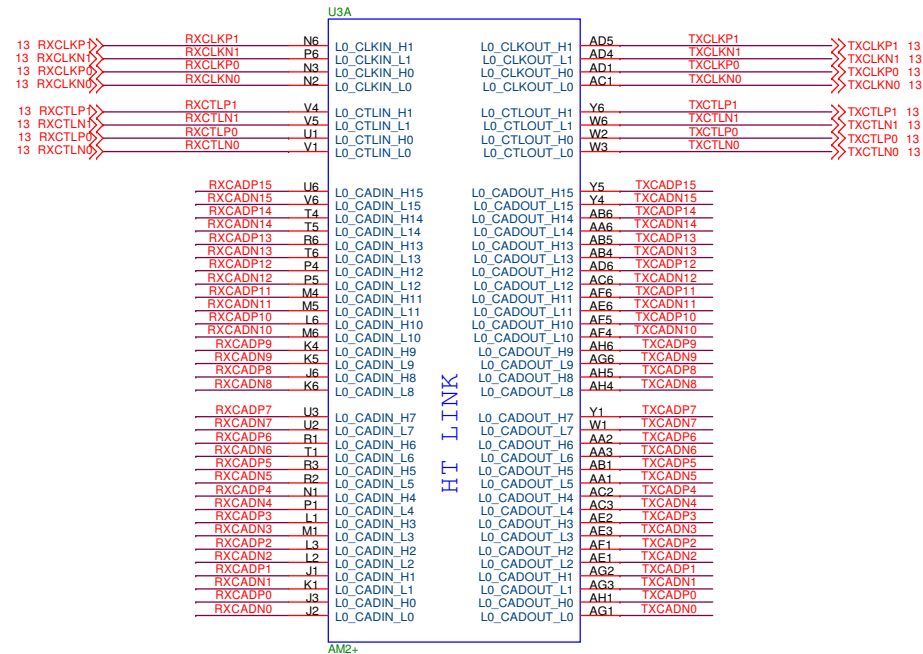 U3A
13 RXCLKP1 RXCLKP1 N6 L0_CLKIN_H1 L0_CLKOUT_H1 AD5 TXCLKP1 TXCLKP1 13
13 RXCLKN1 RXCLKN1 P6 L0_CLKIN_L1 L0_CLKOUT_L1 AD4 TXCLKN1 TXCLKN1 13
13 RXCLKP0 RXCLKP0 N3 L0_CLKIN_H0 L0_CLKOUT_H0 AD1 TXCLKP0 TXCLKP0 13
13 RXCLKN0 RXCLKN0 N2 L0_CLKIN_L0 L0_CLKOUT_L0 AC1 TXCLKN0 TXCLKN0 13
13 RXCTLP1 RXCTLP1 V4 L0_CTLIN_H1 L0_CTLOUT_H1 Y6 TXCTLP1 TXCTLP1 13
13 RXCTLN1 RXCTLN1 V5 L0_CTLIN_L1 L0_CTLOUT_L1 W6 TXCTLN1 TXCTLN1 13
13 RXCTLP0 RXCTLP0 U1 L0_CTLIN_H0 L0_CTLOUT_H0 W2 TXCTLP0 TXCTLP0 13
13 RXCTLN0 RXCTLN0 V1 L0_CTLIN_L0 L0_CTLOUT_L0 W3 TXCTLN0 TXCTLN0 13
RXCADP15 U6 L0_CADIN_H15 L0_CADOUT_H15 Y5 TXCADP15
RXCADN15 V6 L0_CADIN_L15 L0_CADOUT_L15 Y4 TXCADN15
RXCADP14 T4 L0_CADIN_H14 L0_CADOUT_H14 AB6 TXCADP14
RXCADN14 T5 L0_CADIN_L14 L0_CADOUT_L14 AA6 TXCADN14
RXCADP13 R6 L0_CADIN_H13 L0_CADOUT_H13 AB5 TXCADP13
RXCADN13 T6 L0_CADIN_L13 L0_CADOUT_L13 AB4 TXCADN13
RXCADP12 P4 L0_CADIN_H12 L0_CADOUT_H12 AD6 TXCADP12
RXCADN12 P5 L0_CADIN_L12 L0_CADOUT_L12 AC6 TXCADN12
RXCADP11 M4 L0_CADIN_H11 L0_CADOUT_H11 AF6 TXCADP11
RXCADN11 M5 L0_CADIN_L11 L0_CADOUT_L11 AE6 TXCADN11
RXCADP10 L6 L0_CADIN_H10 L0_CADOUT_H10 AF5 TXCADP10
RXCADN10 M6 L0_CADIN_L10 L0_CADOUT_L10 AF4 TXCADN10
RXCADP9 K4 L0_CADIN_H9 L0_CADOUT_H9 AH6 TXCADP9
RXCADN9 K5 L0_CADIN_L9 L0_CADOUT_L9 AG6 TXCADN9
RXCADP8 J6 L0_CADIN_H8 L0_CADOUT_H8 AH5 TXCADP8
RXCADN8 K6 L0_CADIN_L8 L0_CADOUT_L8 AH4 TXCADN8
HT LINK
RXCADP7 U3 L0_CADIN_H7 L0_CADOUT_H7 Y1 TXCADP7
RXCADN7 U2 L0_CADIN_L7 L0_CADOUT_L7 W1 TXCADN7
RXCADP6 R1 L0_CADIN_H6 L0_CADOUT_H6 AA2 TXCADP6
RXCADN6 T1 L0_CADIN_L6 L0_CADOUT_L6 AA3 TXCADN6
RXCADP5 R3 L0_CADIN_H5 L0_CADOUT_H5 AB1 TXCADP5
RXCADN5 R2 L0_CADIN_L5 L0_CADOUT_L5 AA1 TXCADN5
RXCADP4 N1 L0_CADIN_H4 L0_CADOUT_H4 AC2 TXCADP4
RXCADN4 P1 L0_CADIN_L4 L0_CADOUT_L4 AC3 TXCADN4
RXCADP3 L1 L0_CADIN_H3 L0_CADOUT_H3 AE2 TXCADP3
RXCADN3 M1 L0_CADIN_L3 L0_CADOUT_L3 AE3 TXCADN3
RXCADP2 L3 L0_CADIN_H2 L0_CADOUT_H2 AF1 TXCADP2
RXCADN2 L2 L0_CADIN_L2 L0_CADOUT_L2 AE1 TXCADN2
RXCADP1 J1 L0_CADIN_H1 L0_CADOUT_H1 AG2 TXCADP1
RXCADN1 K1 L0_CADIN_L1 L0_CADOUT_L1 AG3 TXCADN1
RXCADP0 J3 L0_CADIN_H0 L0_CADOUT_H0 AH1 TXCADP0
RXCADN0 J2 L0_CADIN_L0 L0_CADOUT_L0 AG1 TXCADN0
AM2+